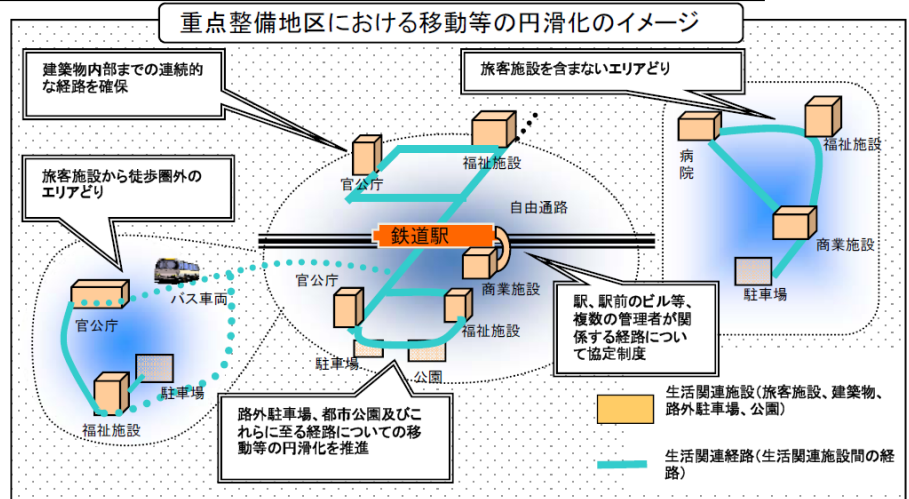 重点整備地区における移動等の円滑化のイメージ
建築物内部までの連続的
な経路を確保
旅客施設を含まないエリアどり
旅客施設から徒歩圏外の
エリアどり
官公庁
福祉施設
自由通路
鉄道駅
病
院
福祉施設
商業施設
駐車場
バス車両
官公庁
駐車場
福祉施設
官公庁
商業施設
福祉施設
駐車場
公園
駅、駅前のビル等、
複数の管理者が関
係する経路につい
て協定制度
路外駐車場、都市公園及びこ
れらに至る経路についての移
動等の円滑化を推進
生活関連施設(旅客施設、建築物、
路外駐車場、公園)
生活関連経路(生活関連施設間の経
路)